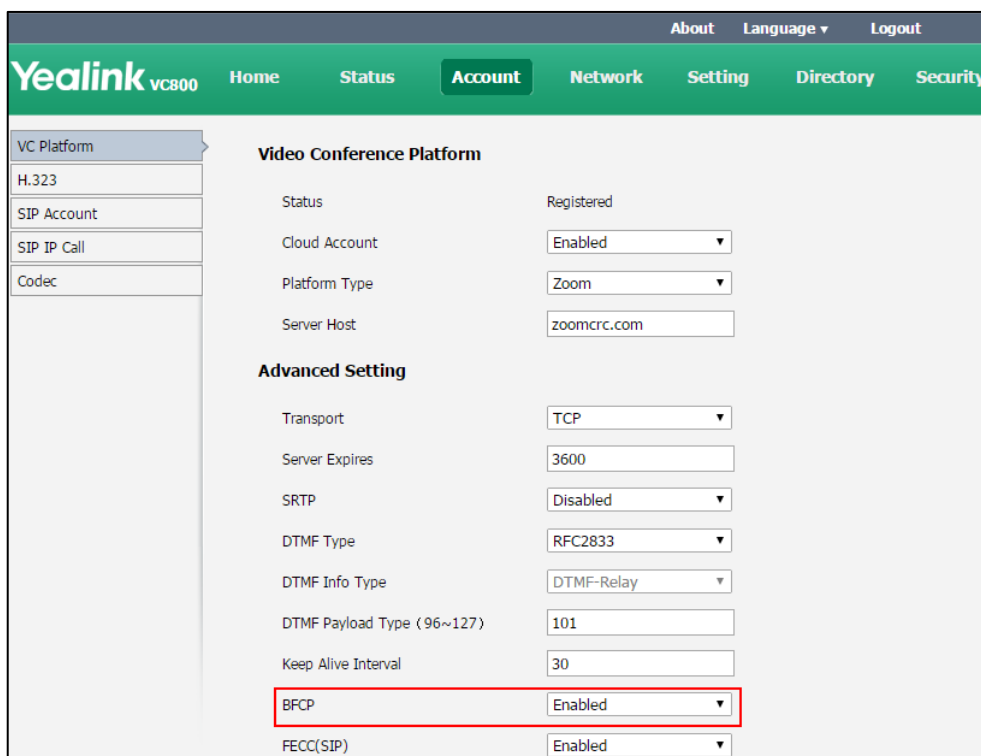 About Language ▾ Logout
Yealink VC800 Home Status Account Network Setting Directory Security
VC Platform
H.323
SIP Account
SIP IP Call
Codec
Video Conference Platform
Status Registered
Cloud Account Enabled
Platform Type Zoom
Server Host zoomcrc.com
Advanced Setting
Transport TCP
Server Expires 3600
SRTP Disabled
DTMF Type RFC2833
DTMF Info Type DTMF-Relay
DTMF Payload Type (96~127) 101
Keep Alive Interval 30
BFCP Enabled
FECC(SIP) Enabled